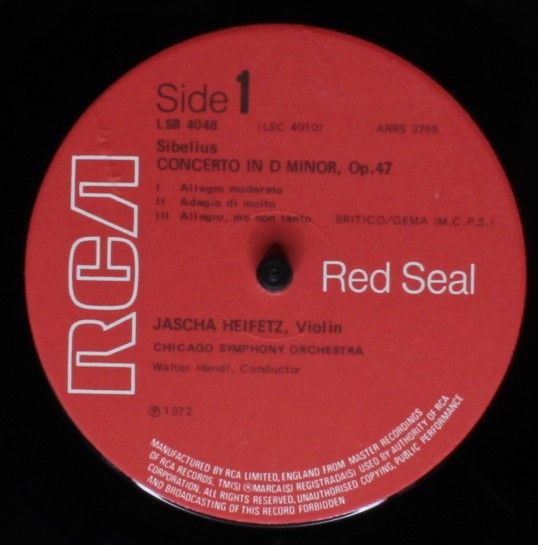 Side 1
LSB 4048 (LSC 4010) ARRS 3755
Sibelius
CONCERTO IN D MINOR, Op.47
I Allegro moderato
II Adagio di molto
III Allegro, ma non tanto BRITICO/GEMA (M.C.P.S.)
RCA
Red Seal
JASCHA HEIFETZ, Violin
CHICAGO SYMPHONY ORCHESTRA
Walter Hendl, Conductor
℗ 1972
MANUFACTURED BY RCA LIMITED, ENGLAND FROM MASTER RECORDINGS
OF RCA RECORDS, TM(S) ® MARCA(S) REGISTRADA(S) USED BY AUTHORITY OF RCA
CORPORATION. ALL RIGHTS RESERVED. UNAUTHORISED COPYING, PUBLIC PERFORMANCE
AND BROADCASTING OF THIS RECORD FORBIDDEN